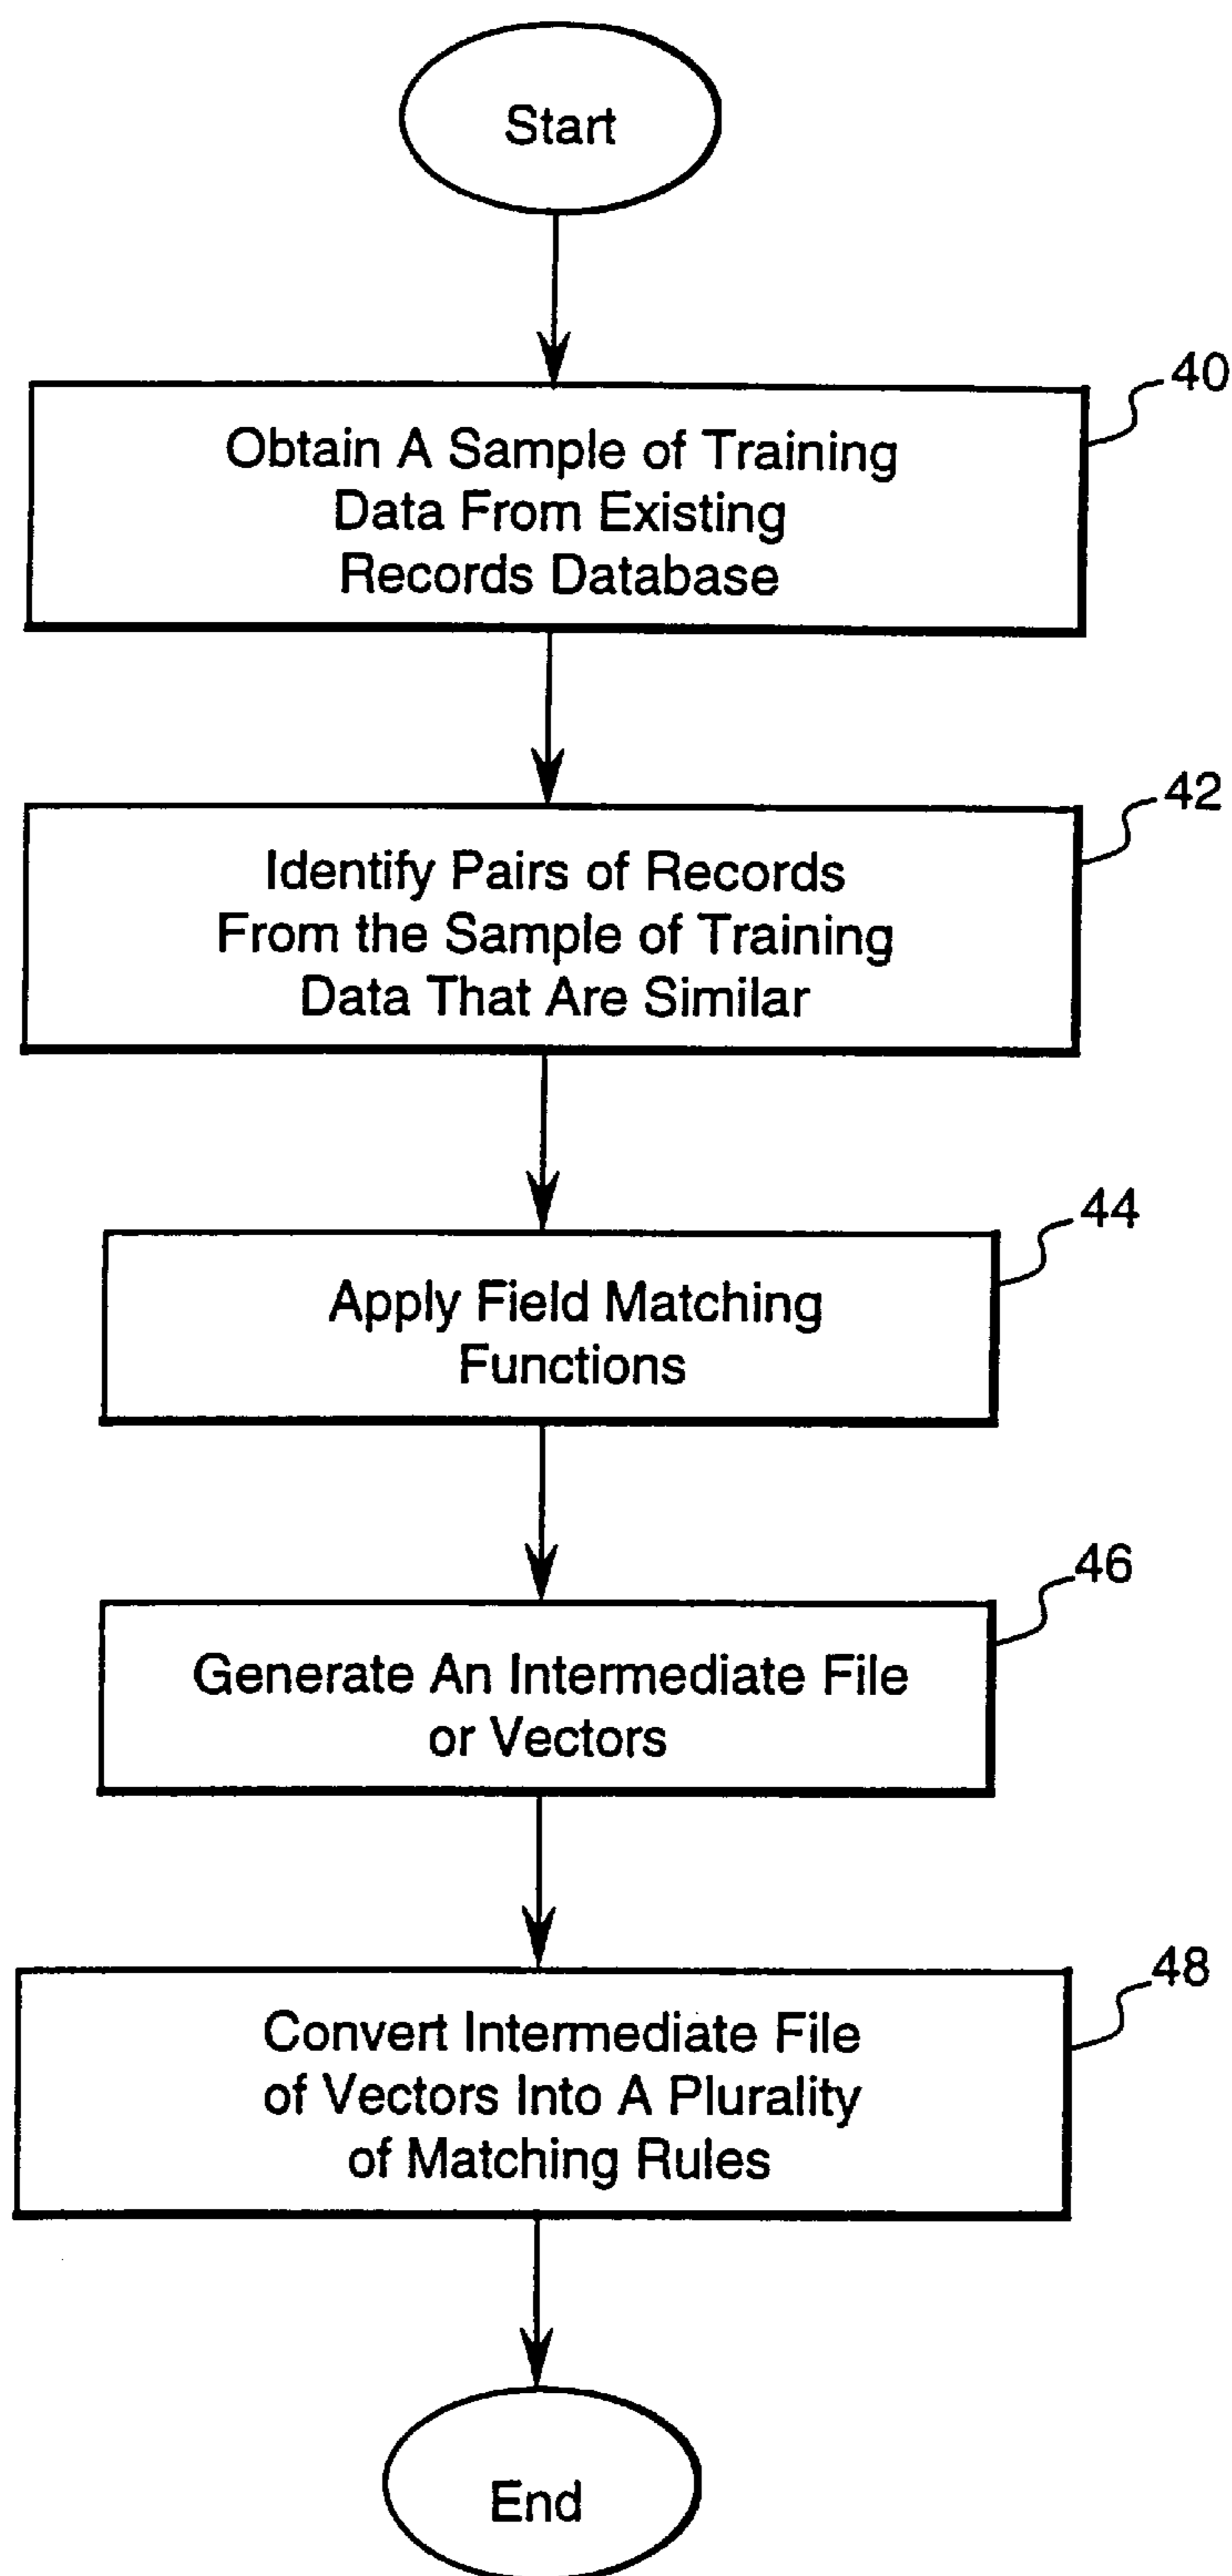 Start
40
Obtain A Sample of Training
Data From Existing
Records Database
42
Identify Pairs of Records
From the Sample of Training
Data That Are Similar
44
Apply Field Matching
Functions
46
Generate An Intermediate File
or Vectors
48
Convert Intermediate File
of Vectors Into A Plurality
of Matching Rules
End